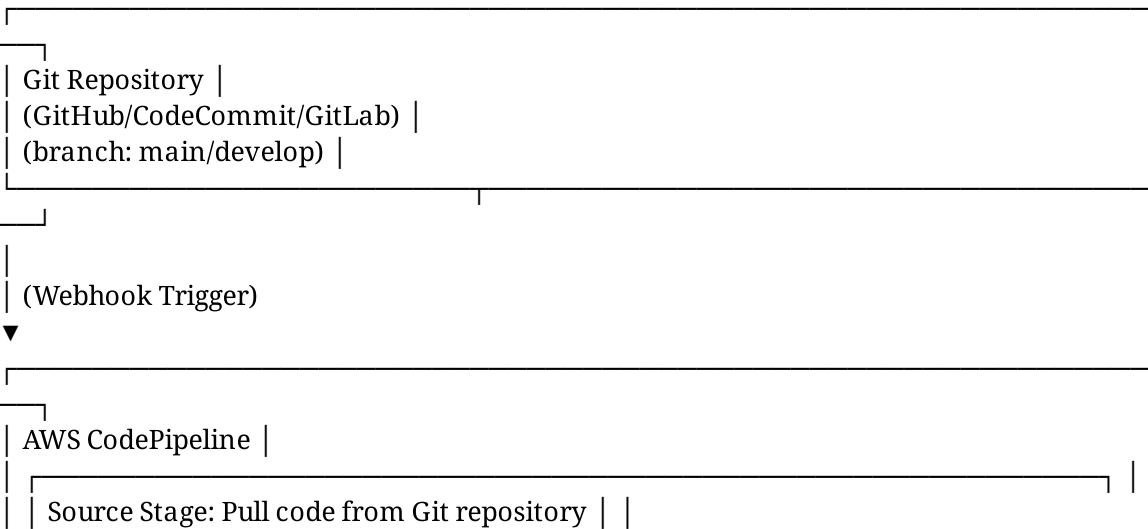 ┌─────────────────────────────────────────────────────────────
──┐
│ Git Repository │
│ (GitHub/CodeCommit/GitLab) │
│ (branch: main/develop) │
└─────────────────────────┬───────────────────────────────────
──┘
│
│ (Webhook Trigger)
▼
┌─────────────────────────────────────────────────────────────
──┐
│ AWS CodePipeline │
│ ┌─────────────────────────────────────────────────────────┐ │
│ │ Source Stage: Pull code from Git repository │ │